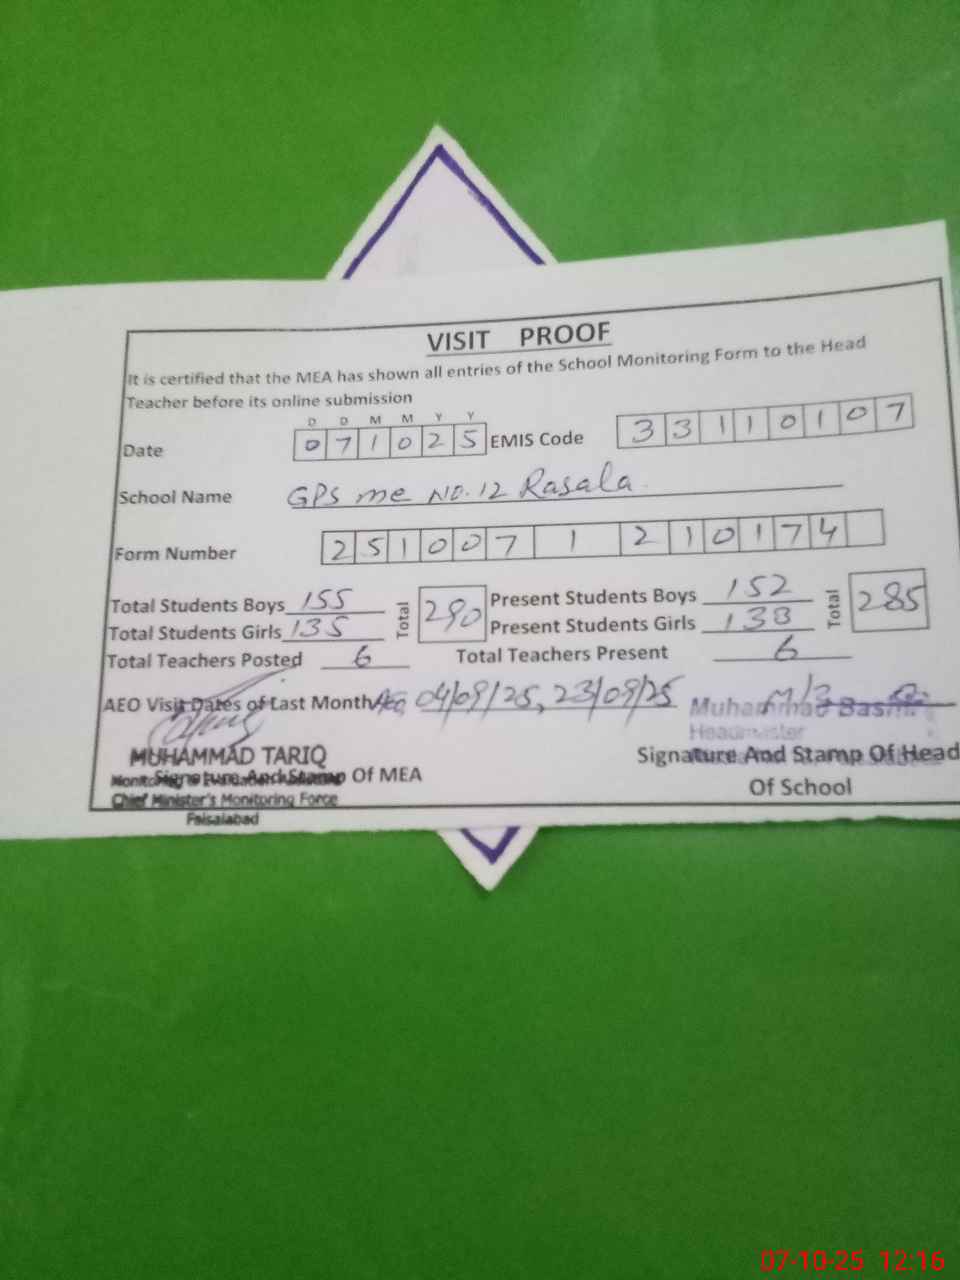 VISIT PROOF
It is certified that the MEA has shown all entries of the School Monitoring Form to the Head
Teacher before its online submission
D D M M Y Y
Date 0 7 1 0 2 5 EMIS Code 3 3 1 1 0 1 0 7
School Name GPS me NO.12 Rasala
Form Number 2 5 1 0 0 7 1 2 1 0 1 7 4
Total Students Boys 155 Total 290 Present Students Boys 152 Total 285
Total Students Girls 135 Present Students Girls 133
Total Teachers Posted 6 Total Teachers Present 6
AEO Visit Dates of Last Month 04/09/25, 23/09/25
Muhammad
Headmaster
MUHAMMAD TARIQ
Signature And Stamp Of MEA
Chief Minister's Monitoring Force
Faisalabad
Signature And Stamp Of Head
Of School
07-10-25 12:16